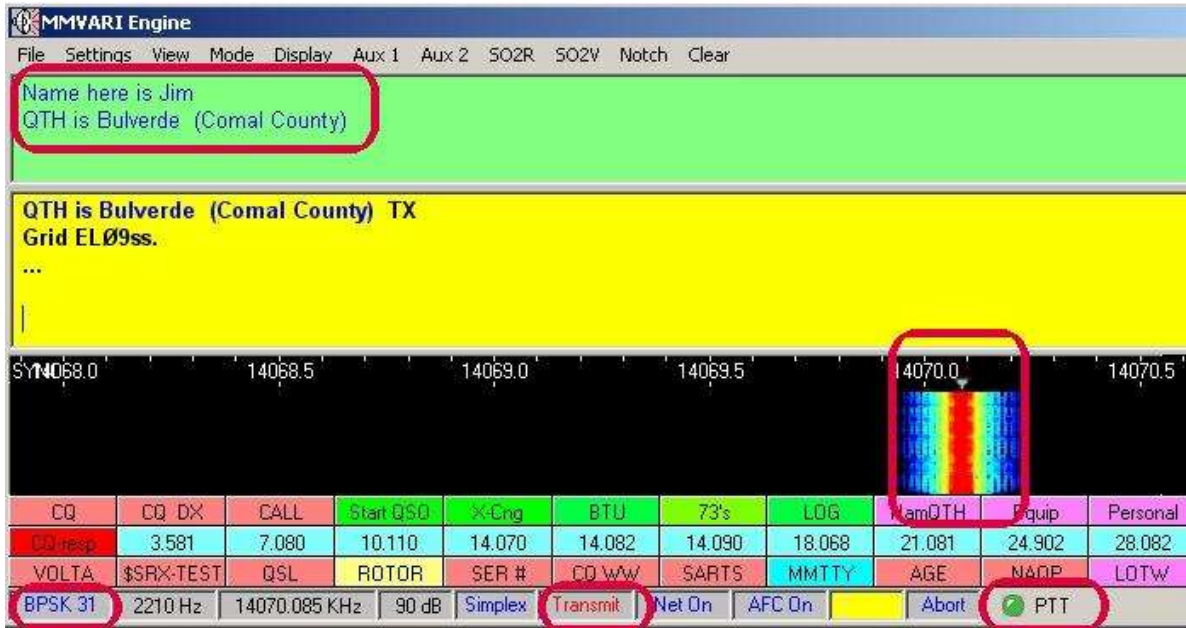 MMVARI Engine
File Settings View Mode Display Aux 1 Aux 2 SO2R SO2V Notch Clear
Name here is Jim
QTH is Bulverde (Comal County)
QTH is Bulverde (Comal County) TX
Grid ELØ9ss.
...
14068.5 14069.0 14069.5 14070.0 14070.5
CQ CQ DX CALL Start QSO X-Cng BTU 73's LOG NamQTH Equip Personal
CQ-resp 3.581 7.080 10.110 14.070 14.082 14.090 18.068 21.081 24.902 28.082
VOLTA $SRX-TEST QSL ROTOR SER # CQ WW SARTS MMTTY AGE NAQP LOTW
BPSK 31 2210 Hz 14070.085 KHz 90 dB Simplex Transmit Net On AFC On Abort PTT